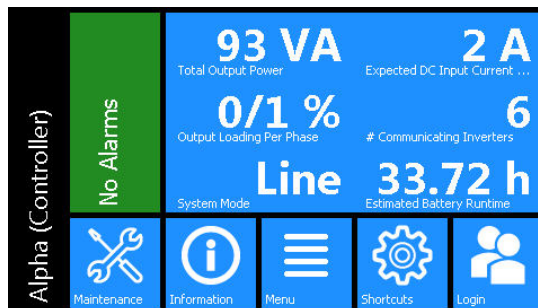 Alpha (Controller)
No Alarms
93 VA
Total Output Power
2 A
Expected DC Input Current ...
0/1 %
Output Loading Per Phase
6
# Communicating Inverters
Line
System Mode
33.72 h
Estimated Battery Runtime
Maintenance
Information
Menu
Shortcuts
Login